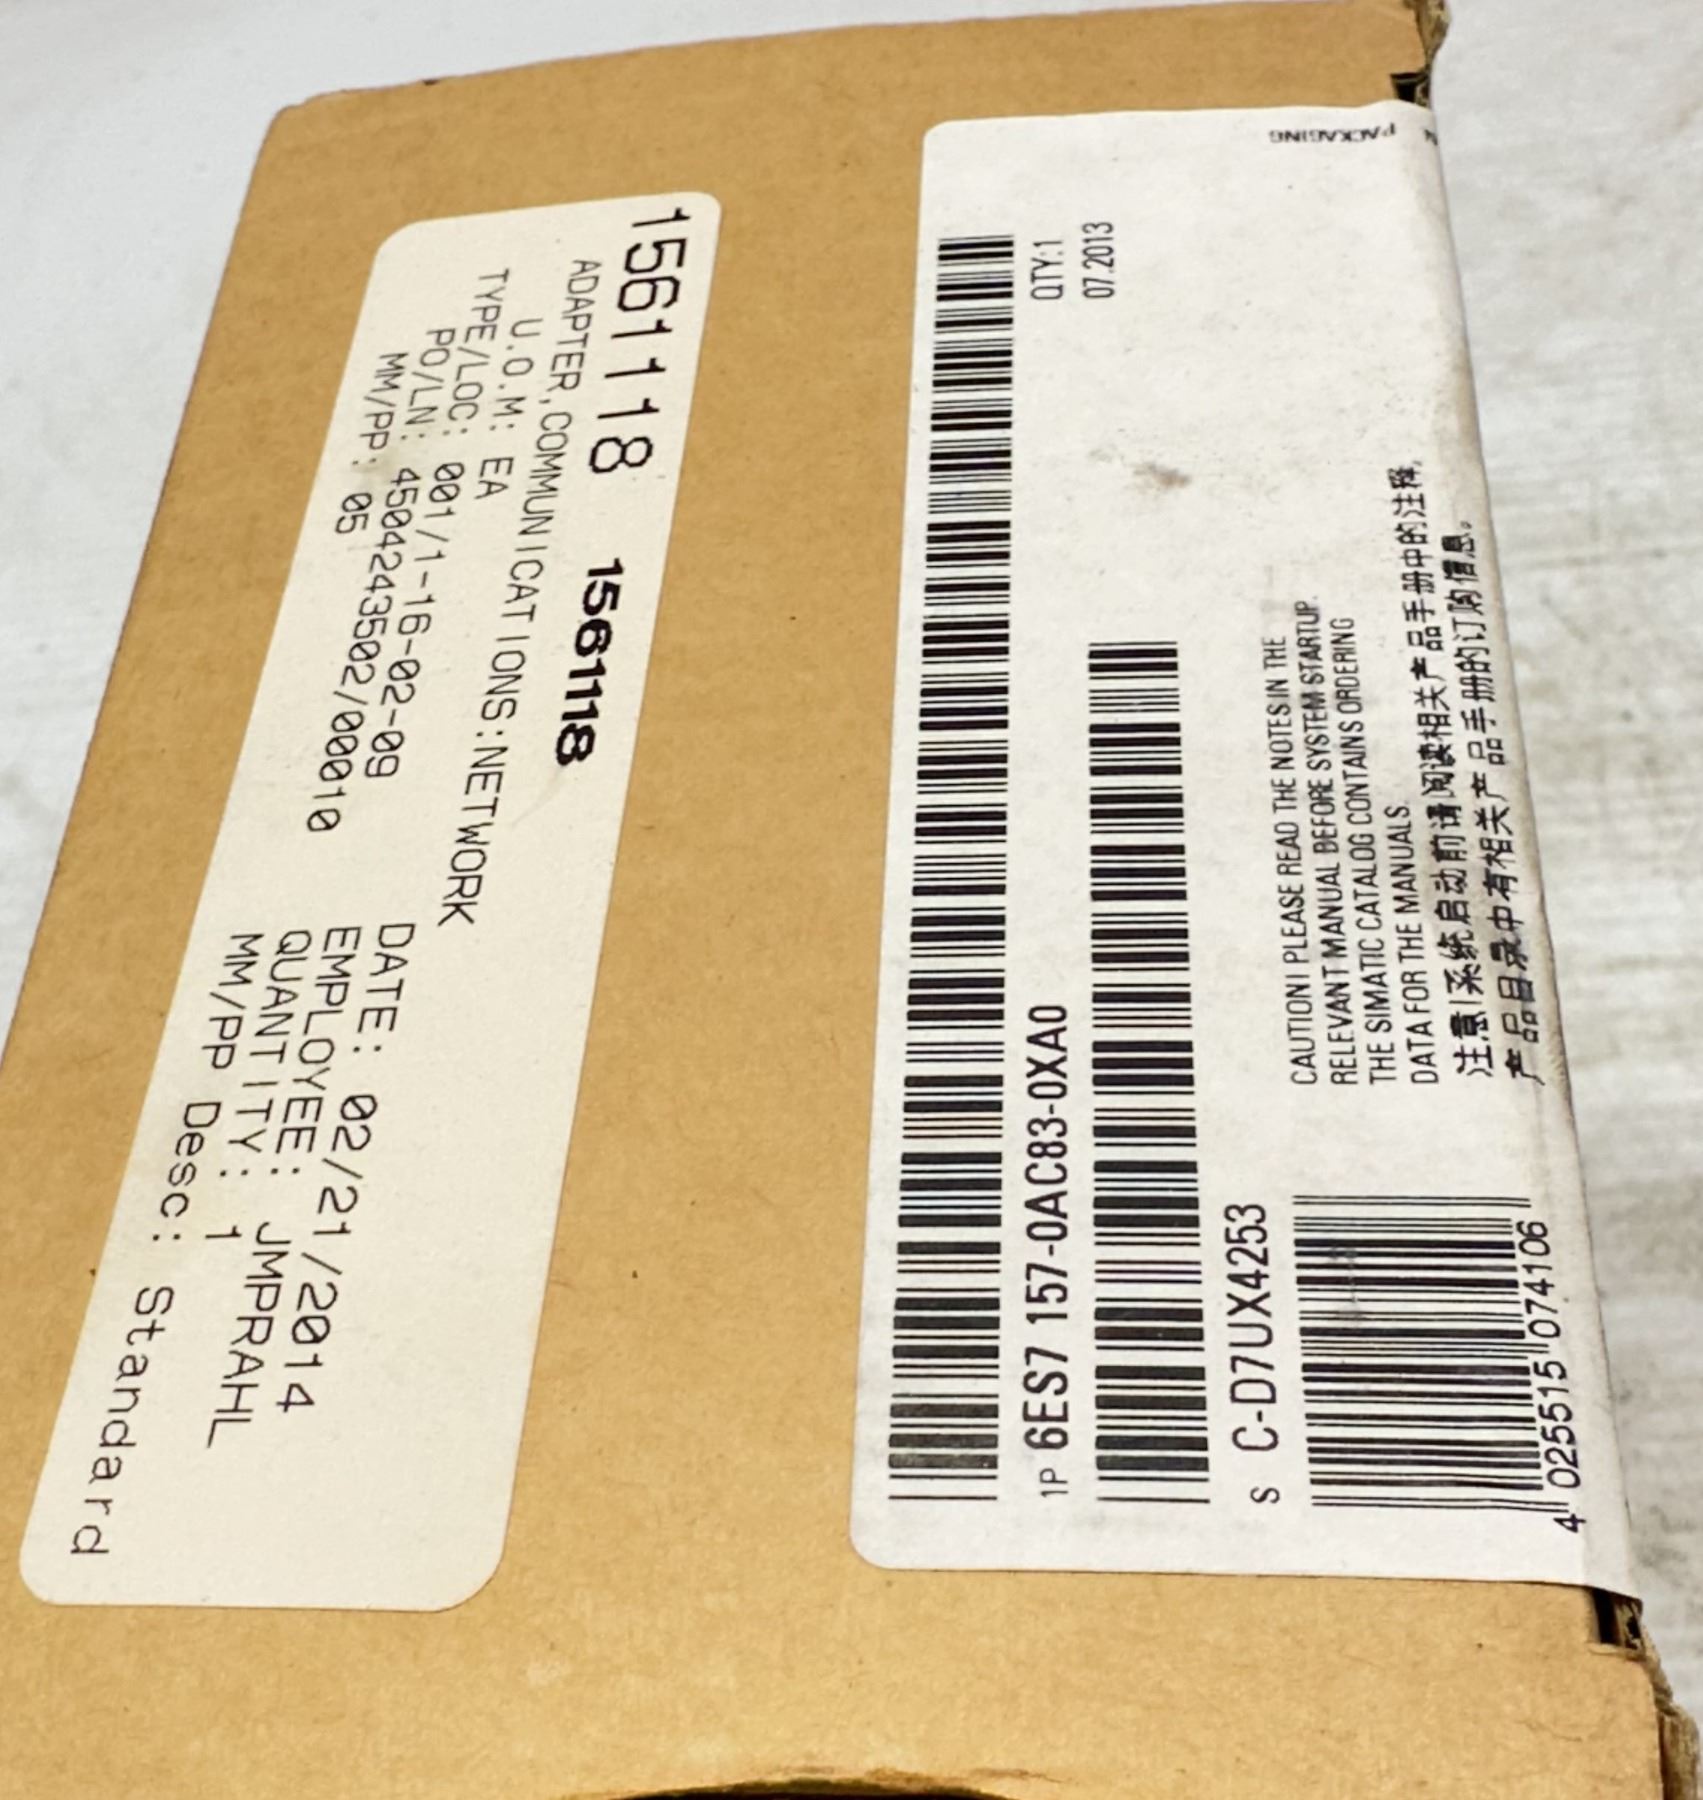 1561118 1561118
ADAPTER,COMMUNICATIONS:NETWORK
U.O.M: EA
TYPE/LOC: 001/1-16-02-09
PO/LN: 4504243502/00010
MM/PP: 05
DATE: 02/21/2014
EMPLOYEE: JMPRAHL
QUANTITY: 1
MM/PP Desc: Standard
PACKAGING
QTY:1
07.2013
1P 6ES7 157-0AC83-0XA0
S C-D7UX4253
CAUTION! PLEASE READ THE NOTES IN THE
RELEVANT MANUAL BEFORE SYSTEM STARTUP.
THE SIMATIC CATALOG CONTAINS ORDERING
DATA FOR THE MANUALS.
注意!系统启动前请阅读相关产品手册中的注释,
产品目录中有相关产品手册的订购信息。
4 025515 074106